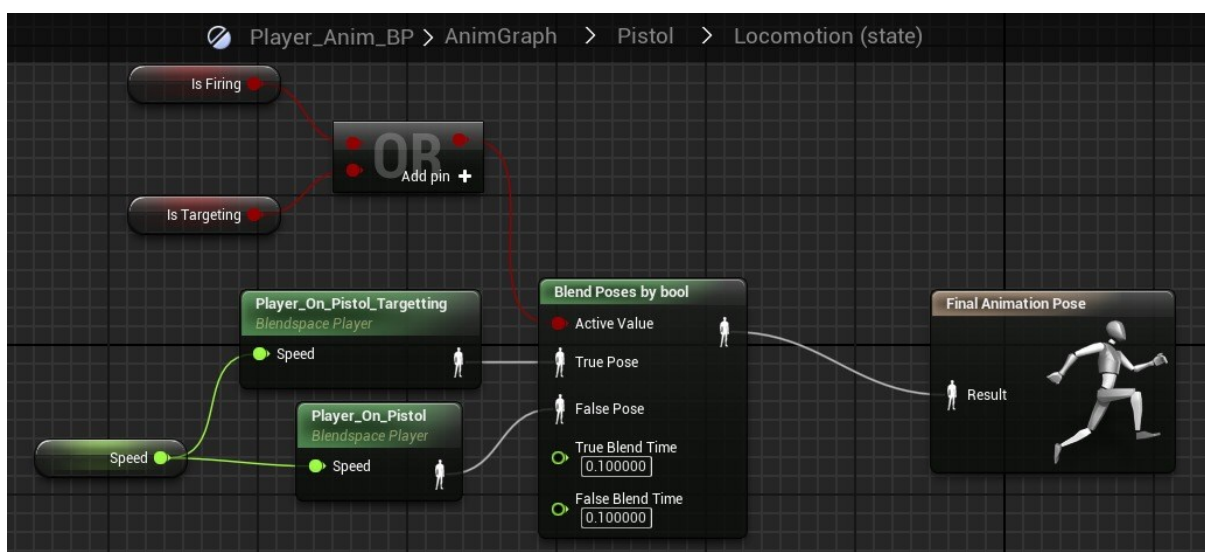 Player_Anim_BP > AnimGraph > Pistol > Locomotion (state)
Is Firing
OR
Add pin +
Is Targeting
Player_On_Pistol_Targetting
Blendspace Player
Speed
Player_On_Pistol
Blendspace Player
Speed
Speed
Blend Poses by bool
Active Value
True Pose
False Pose
True Blend Time
0.100000
False Blend Time
0.100000
Final Animation Pose
Result